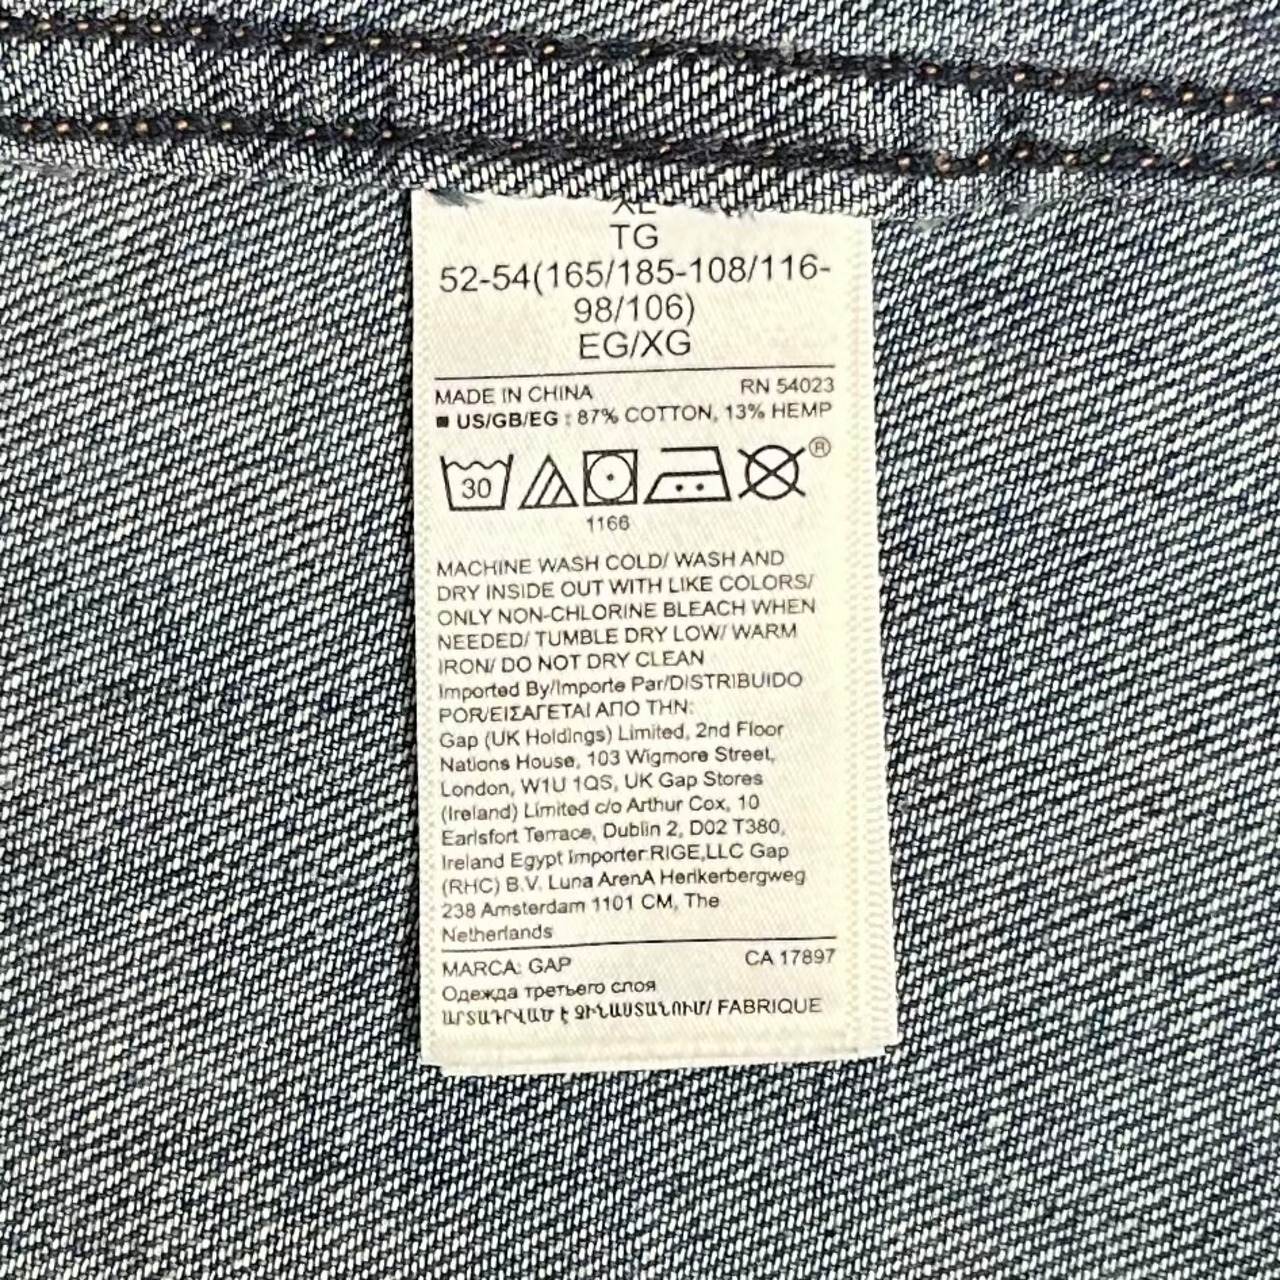 XL
TG
52-54(165/185-108/116-
98/106)
EG/XG
MADE IN CHINA RN 54023
■ US/GB/EG : 87% COTTON, 13% HEMP
30
®
1166
MACHINE WASH COLD/ WASH AND
DRY INSIDE OUT WITH LIKE COLORS/
ONLY NON-CHLORINE BLEACH WHEN
NEEDED/ TUMBLE DRY LOW/ WARM
IRON/ DO NOT DRY CLEAN
Imported By/Importe Par/DISTRIBUIDO
POR/ΕΙΣΑΓΕΤΑΙ ΑΠΟ ΤΗΝ:
Gap (UK Holdings) Limited, 2nd Floor
Nations House, 103 Wigmore Street,
London, W1U 1QS, UK Gap Stores
(Ireland) Limited c/o Arthur Cox, 10
Earlsfort Terrace, Dublin 2, D02 T380,
Ireland Egypt Importer:RIGE,LLC Gap
(RHC) B.V. Luna ArenA Herikerbergweg
238 Amsterdam 1101 CM, The
Netherlands
MARCA: GAP CA 17897
Одежда третьего слоя
ԱՐՏԱԴՐՎԱԾ Է ՉԻՆԱՍՏԱՆՈՒՄ/ FABRIQUE